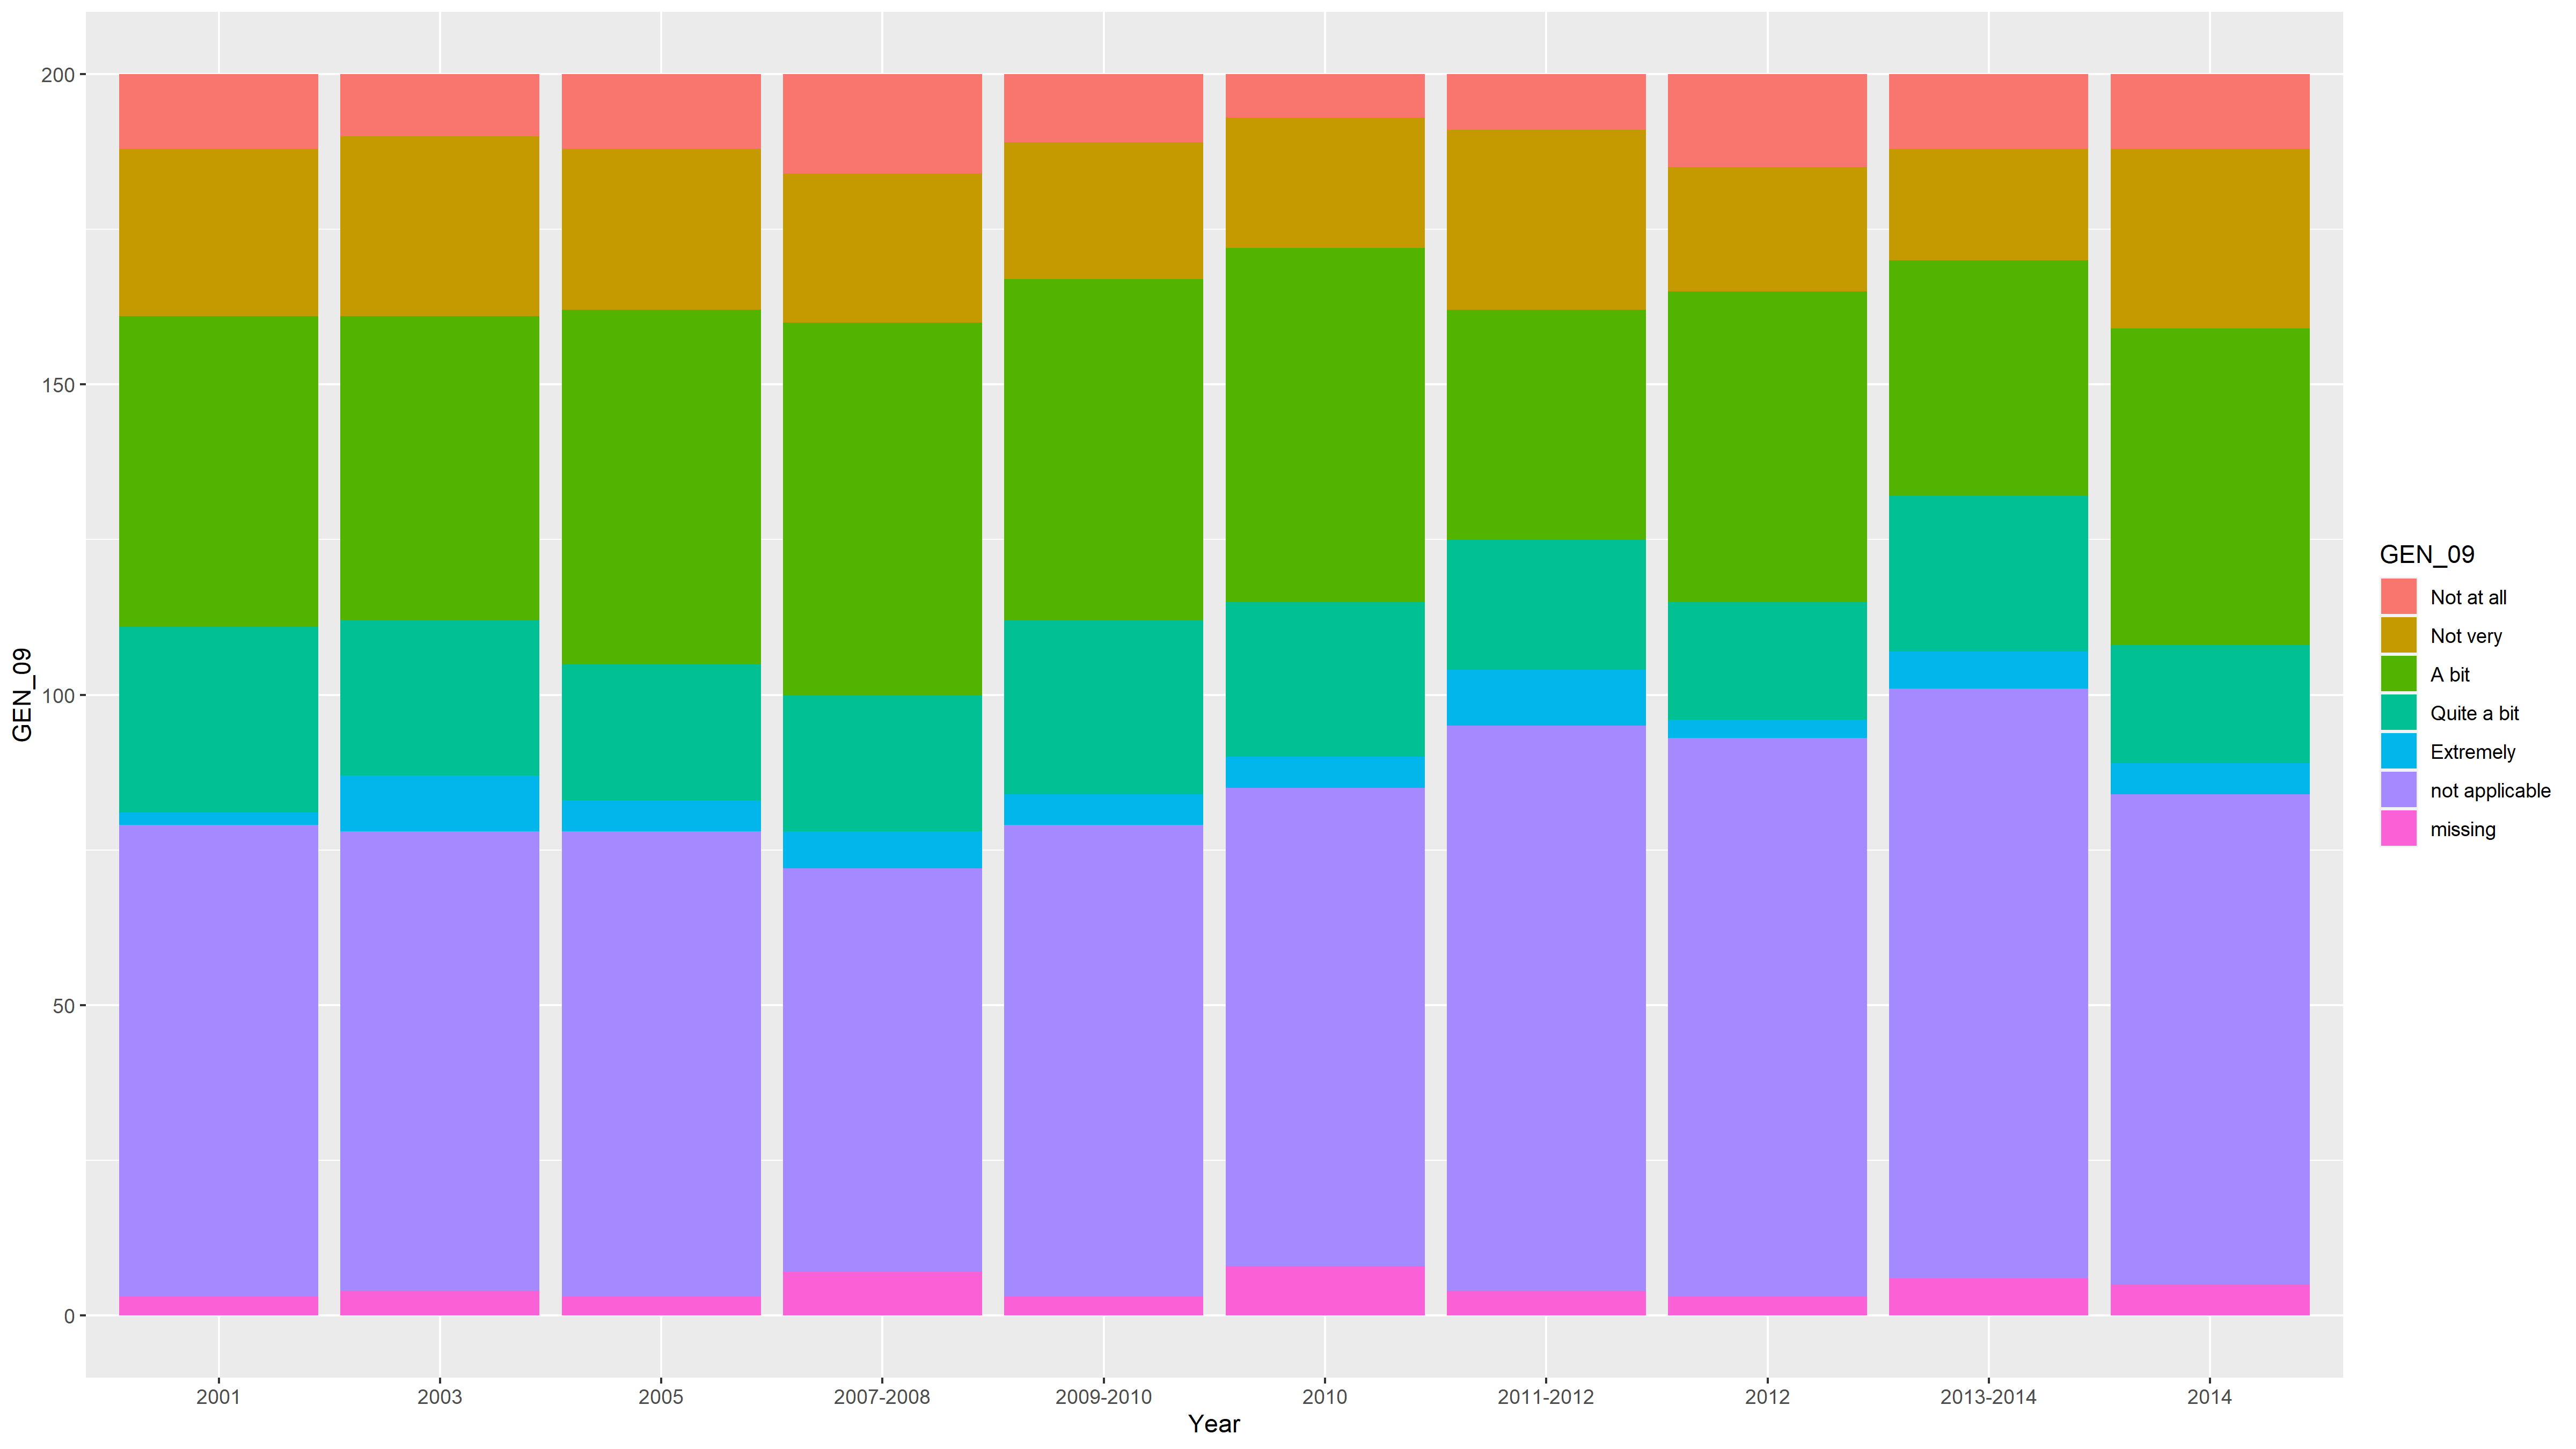 200
150
100
50
0
GEN_09
2001 2003 2005 2007-2008 2009-2010 2010 2011-2012 2012 2013-2014 2014
Year
GEN_09
Not at all
Not very
A bit
Quite a bit
Extremely
not applicable
missing